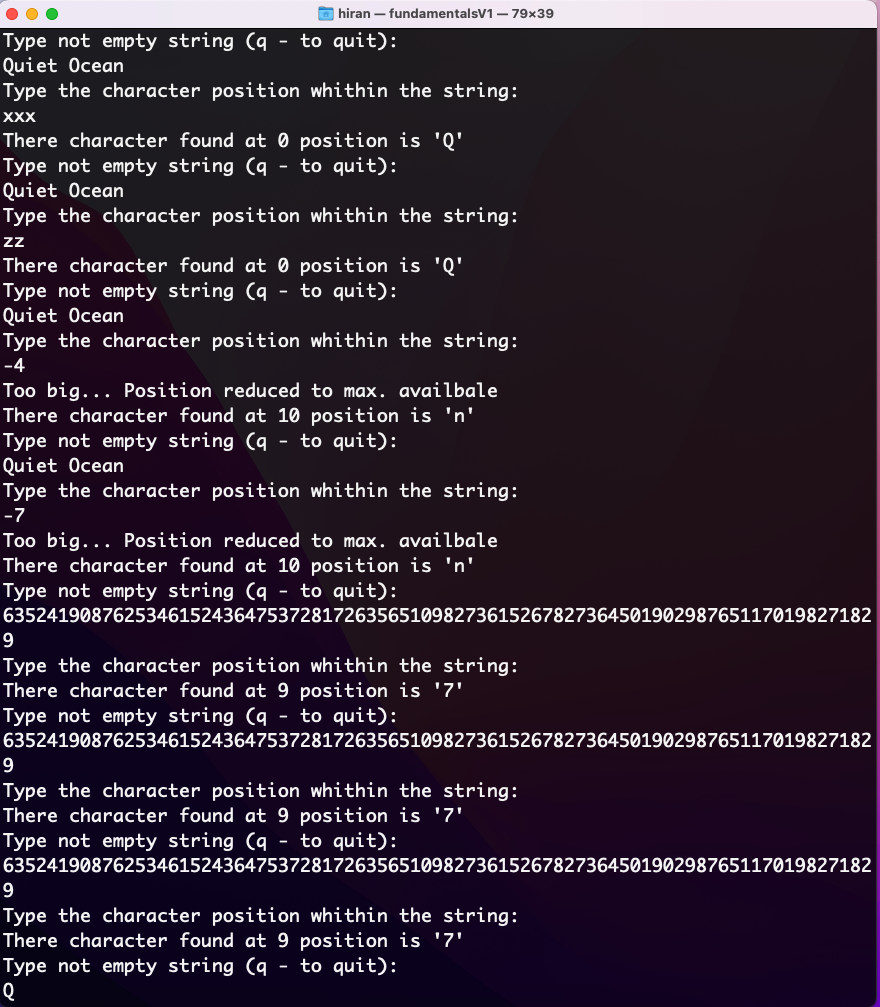 hiran — fundamentalsV1 — 79×39
Type not empty string (q - to quit):
Quiet Ocean
Type the character position whithin the string:
xxx
There character found at 0 position is 'Q'
Type not empty string (q - to quit):
Quiet Ocean
Type the character position whithin the string:
zz
There character found at 0 position is 'Q'
Type not empty string (q - to quit):
Quiet Ocean
Type the character position whithin the string:
-4
Too big... Position reduced to max. availbale
There character found at 10 position is 'n'
Type not empty string (q - to quit):
Quiet Ocean
Type the character position whithin the string:
-7
Too big... Position reduced to max. availbale
There character found at 10 position is 'n'
Type not empty string (q - to quit):
6352419087625346152436475372817263565109827361526782736450190298765117019827182
9
Type the character position whithin the string:
There character found at 9 position is '7'
Type not empty string (q - to quit):
6352419087625346152436475372817263565109827361526782736450190298765117019827182
9
Type the character position whithin the string:
There character found at 9 position is '7'
Type not empty string (q - to quit):
6352419087625346152436475372817263565109827361526782736450190298765117019827182
9
Type the character position whithin the string:
There character found at 9 position is '7'
Type not empty string (q - to quit):
Q